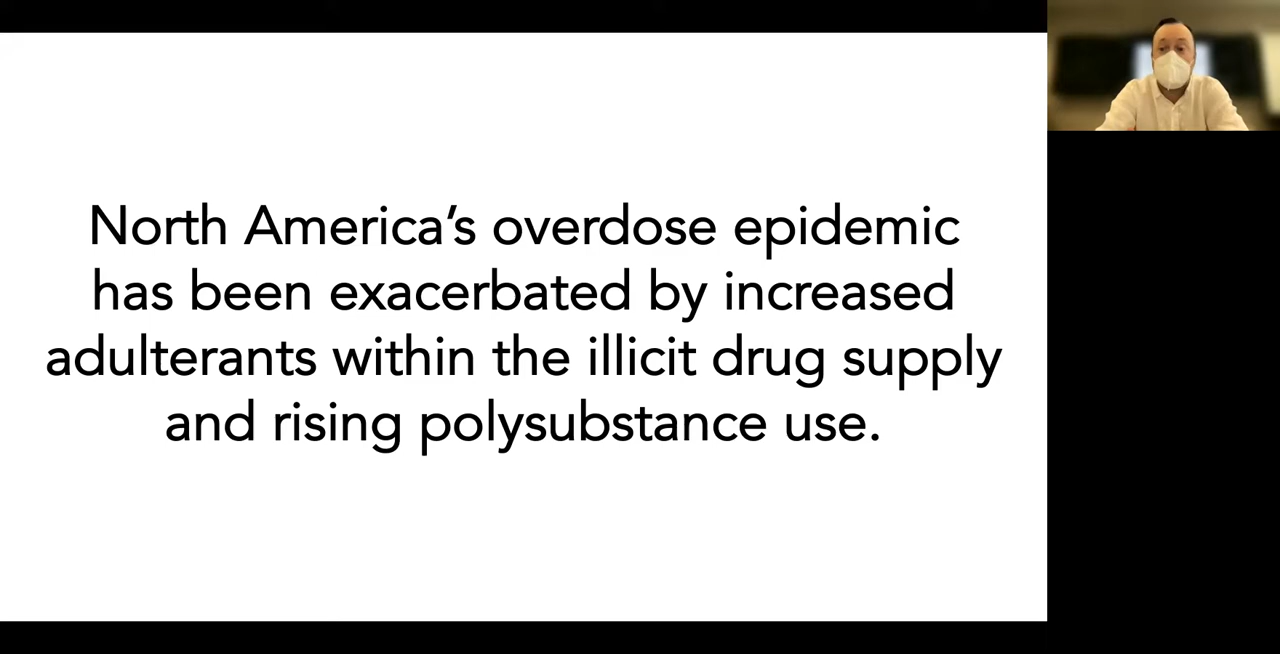 North America’s overdose epidemic
has been exacerbated by increased
adulterants within the illicit drug supply
and rising polysubstance use.